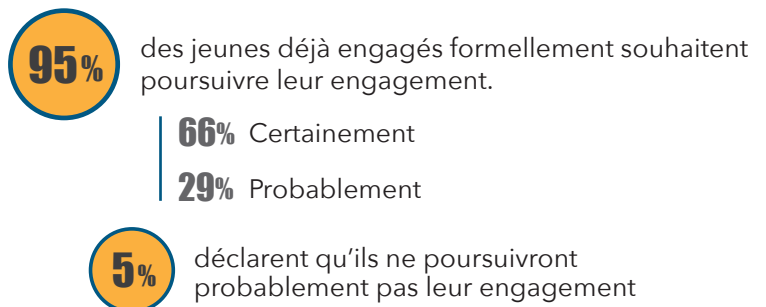 95%
des jeunes déjà engagés formellement souhaitent
poursuivre leur engagement.
66% Certainement
29% Probablement
5%
déclarent qu’ils ne poursuivront
probablement pas leur engagement